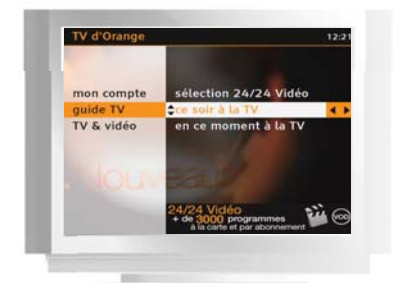 TV d'Orange 12:21
mon compte sélection 24/24 Vidéo
guide TV ce soir à la TV
TV & vidéo en ce moment à la TV
Nouveau
24/24 Vidéo
+ de 3000 programmes
à la carte et par abonnement
VOD